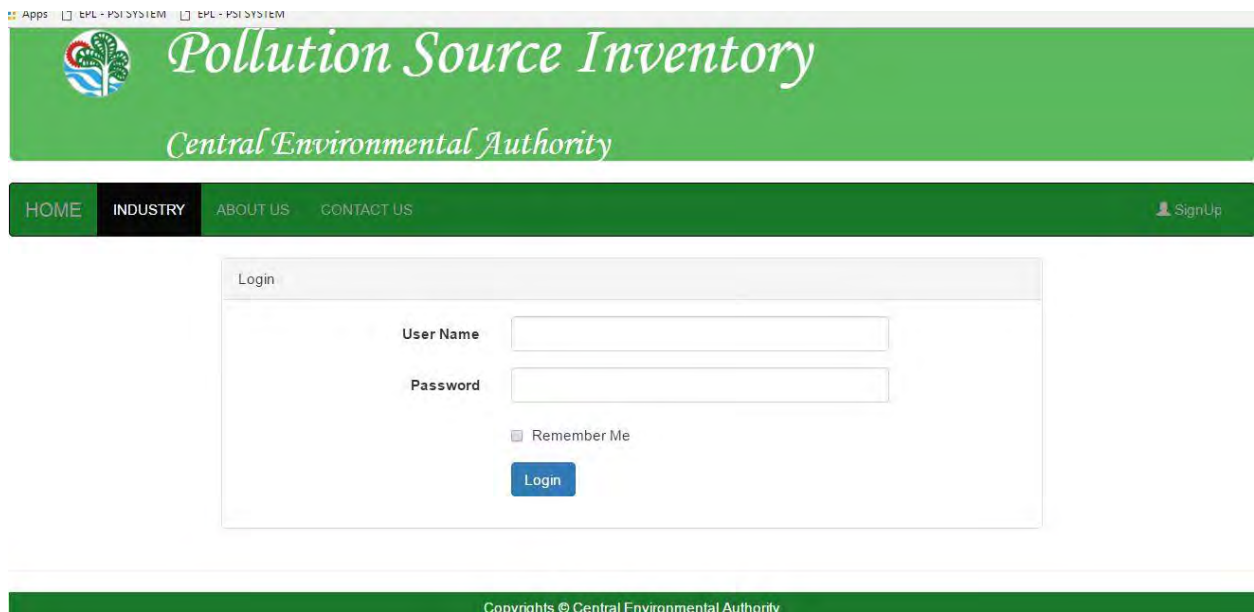 Apps EPL - PSI SYSTEM EPL - PSI SYSTEM
Pollution Source Inventory
Central Environmental Authority
HOME INDUSTRY ABOUT US CONTACT US SignUp
Login
User Name
Password
Remember Me
Login
Copyrights © Central Environmental Authority